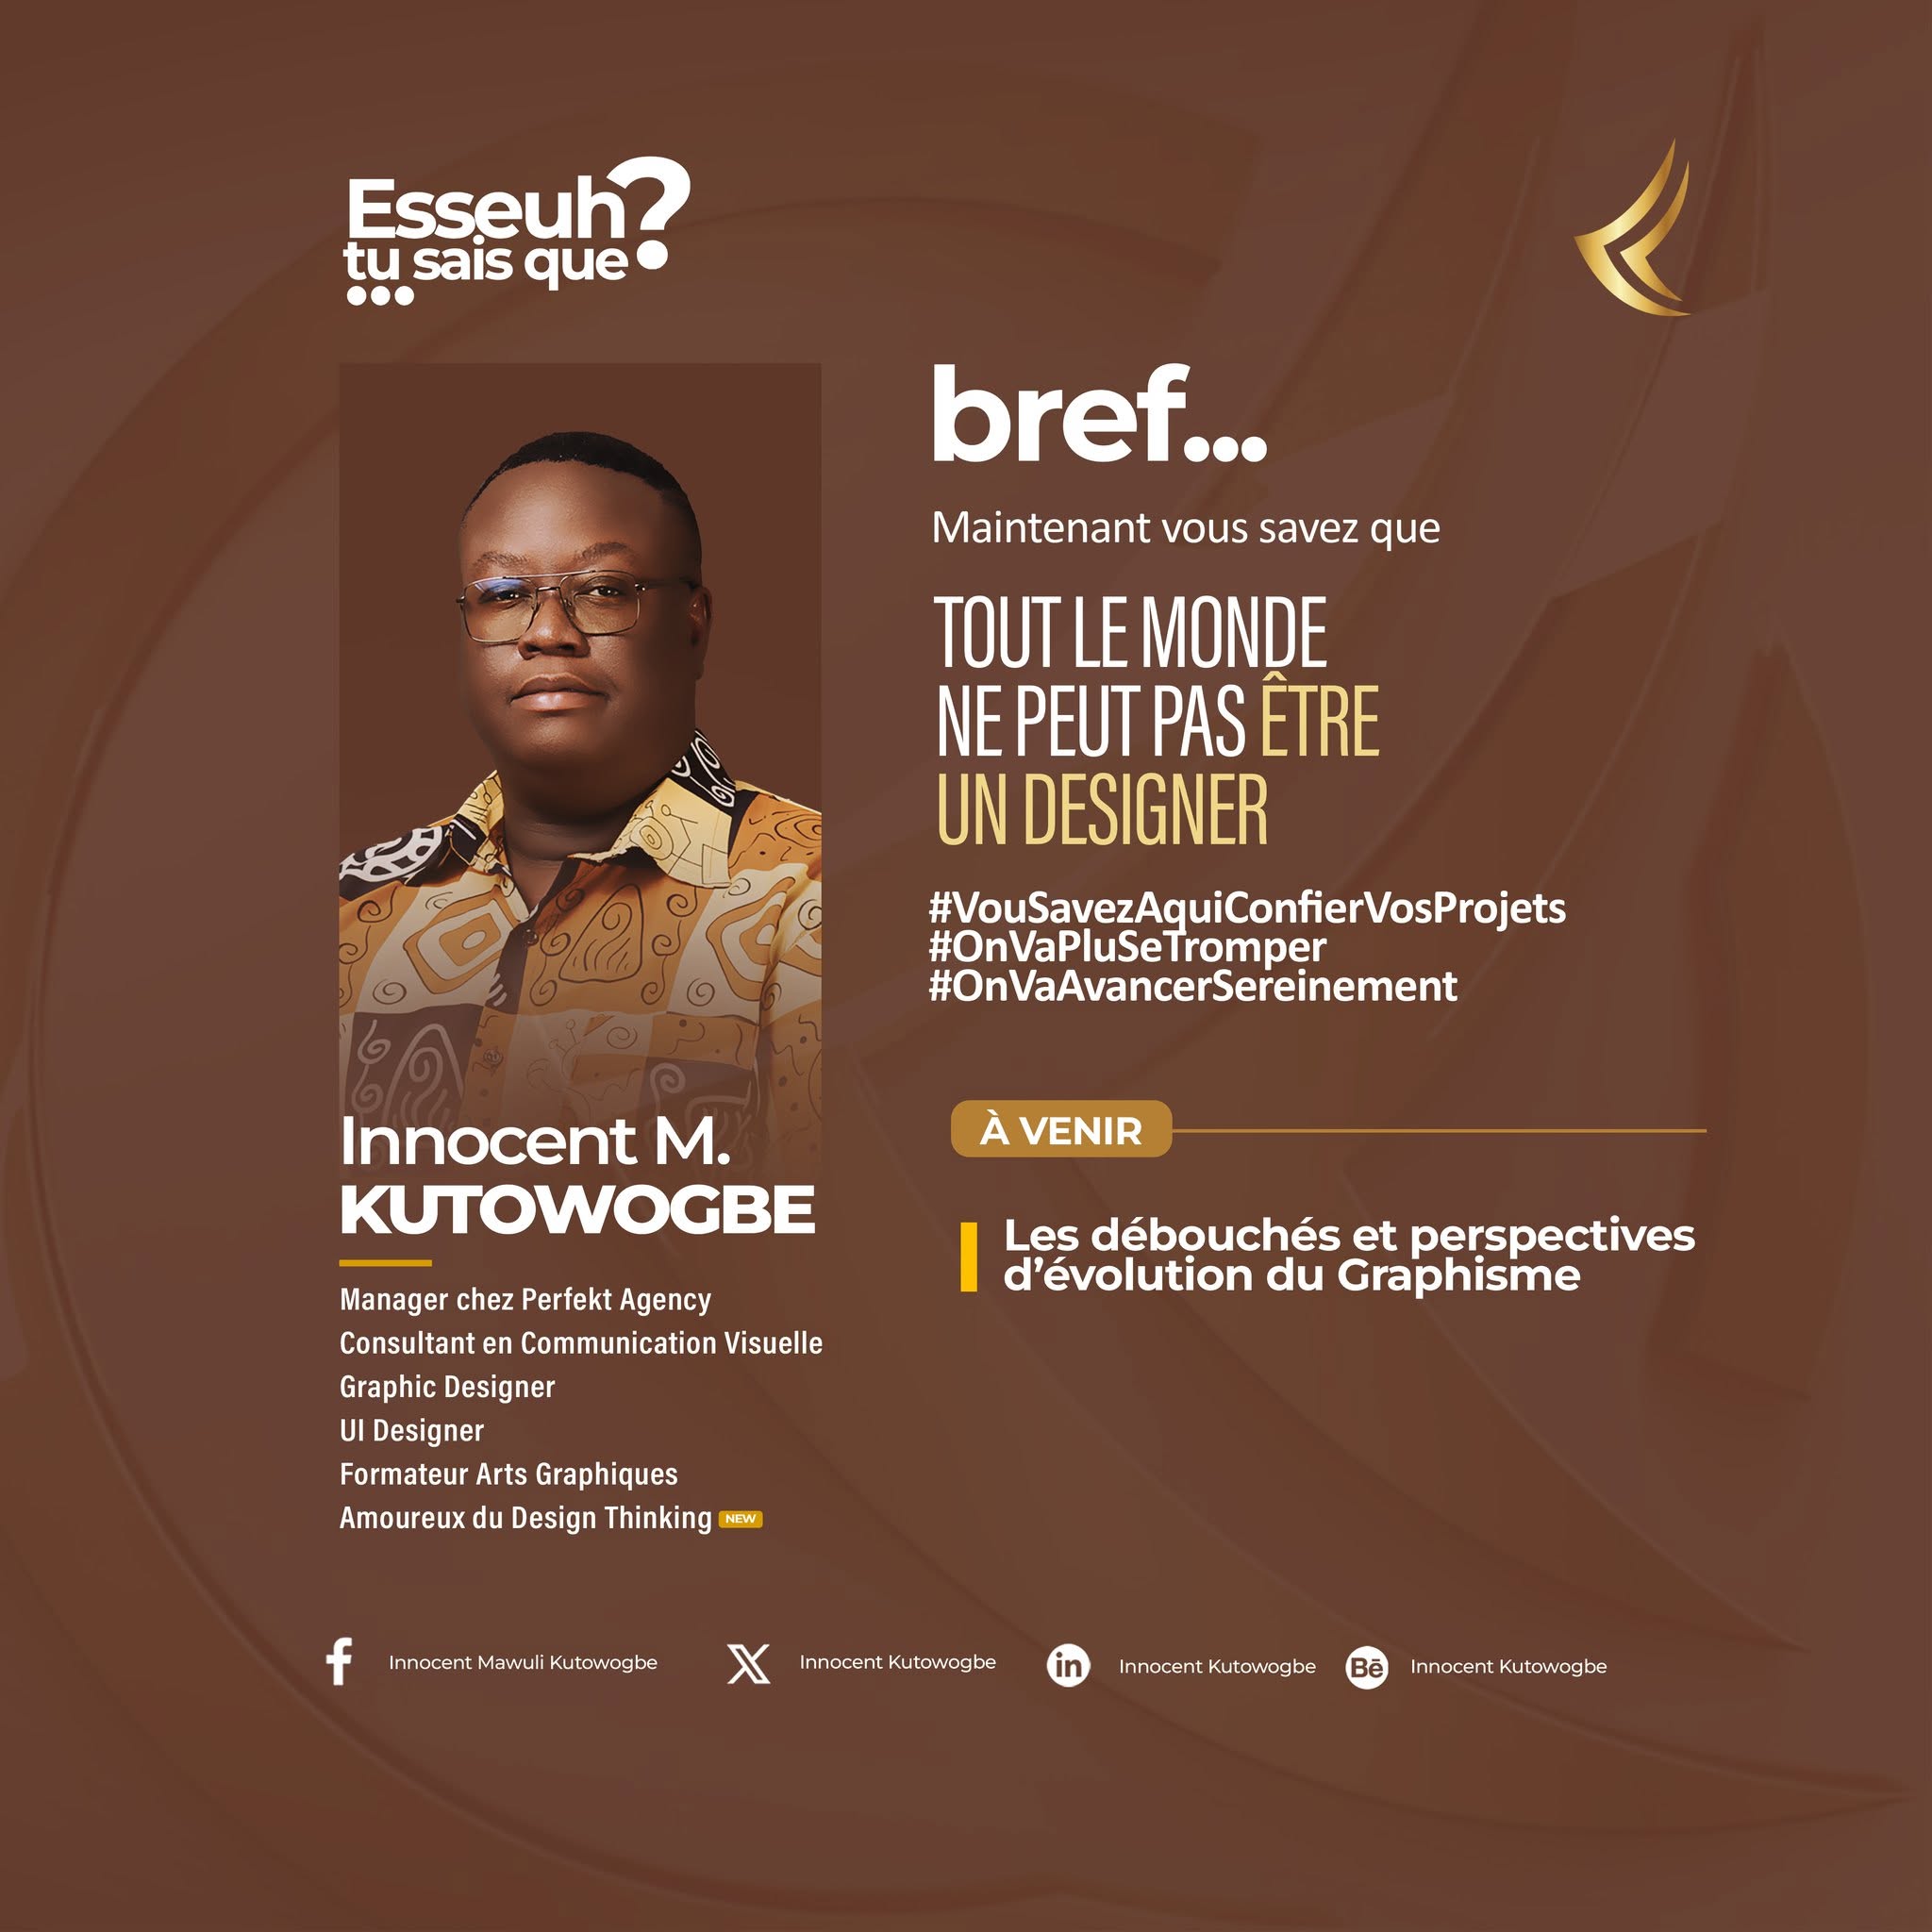 Esseuh?
tu sais que
...
bref...
Maintenant vous savez que
TOUT LE MONDE
NE PEUT PAS ÊTRE
UN DESIGNER
#VouSavezAquiConfierVosProjets
#OnVaPluSeTromper
#OnVaAvancerSereinement
À VENIR
Les débouchés et perspectives
d’évolution du Graphisme
Innocent M.
KUTOWOGBE
Manager chez Perfekt Agency
Consultant en Communication Visuelle
Graphic Designer
UI Designer
Formateur Arts Graphiques
Amoureux du Design Thinking NEW
f Innocent Mawuli Kutowogbe
X Innocent Kutowogbe
in Innocent Kutowogbe
Bē Innocent Kutowogbe